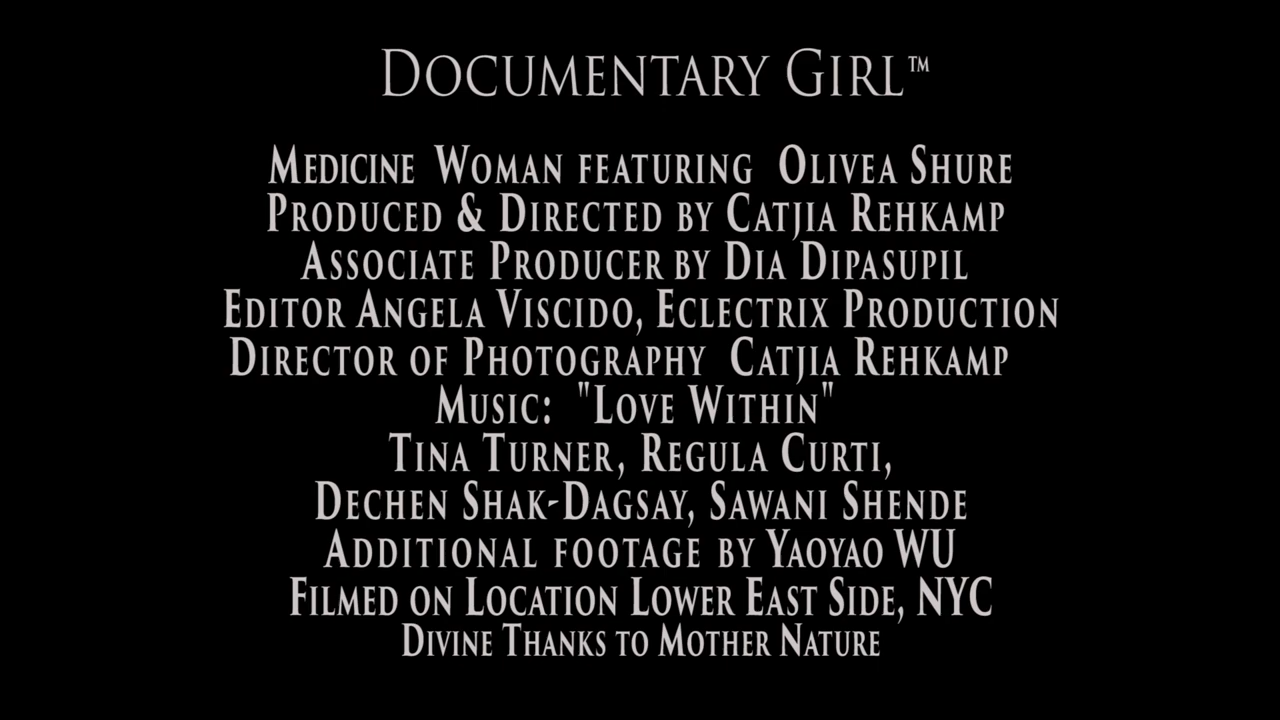 Documentary Girl™
Medicine Woman featuring Olivea Shure
Produced & Directed by Catjia Rehkamp
Associate Producer by Dia Dipasupil
Editor Angela Viscido, Eclectrix Production
Director of Photography Catjia Rehkamp
Music: "Love Within"
Tina Turner, Regula Curti,
Dechen Shak-Dagsay, Sawani Shende
Additional footage by Yaoyao WU
Filmed on Location Lower East Side, NYC
Divine Thanks to Mother Nature